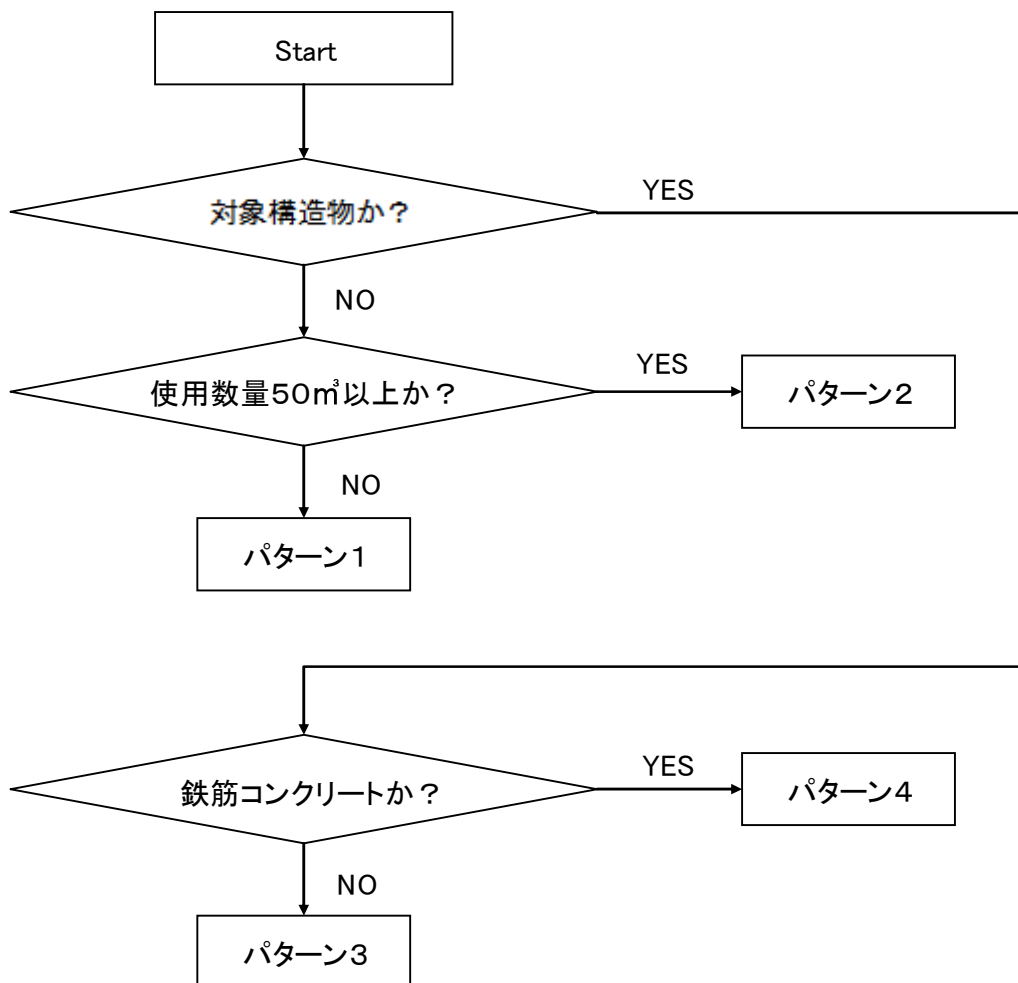 Start
対象構造物か？
YES
NO
使用数量50㎥以上か？
YES
パターン２
NO
パターン１
鉄筋コンクリートか？
YES
パターン４
NO
パターン３